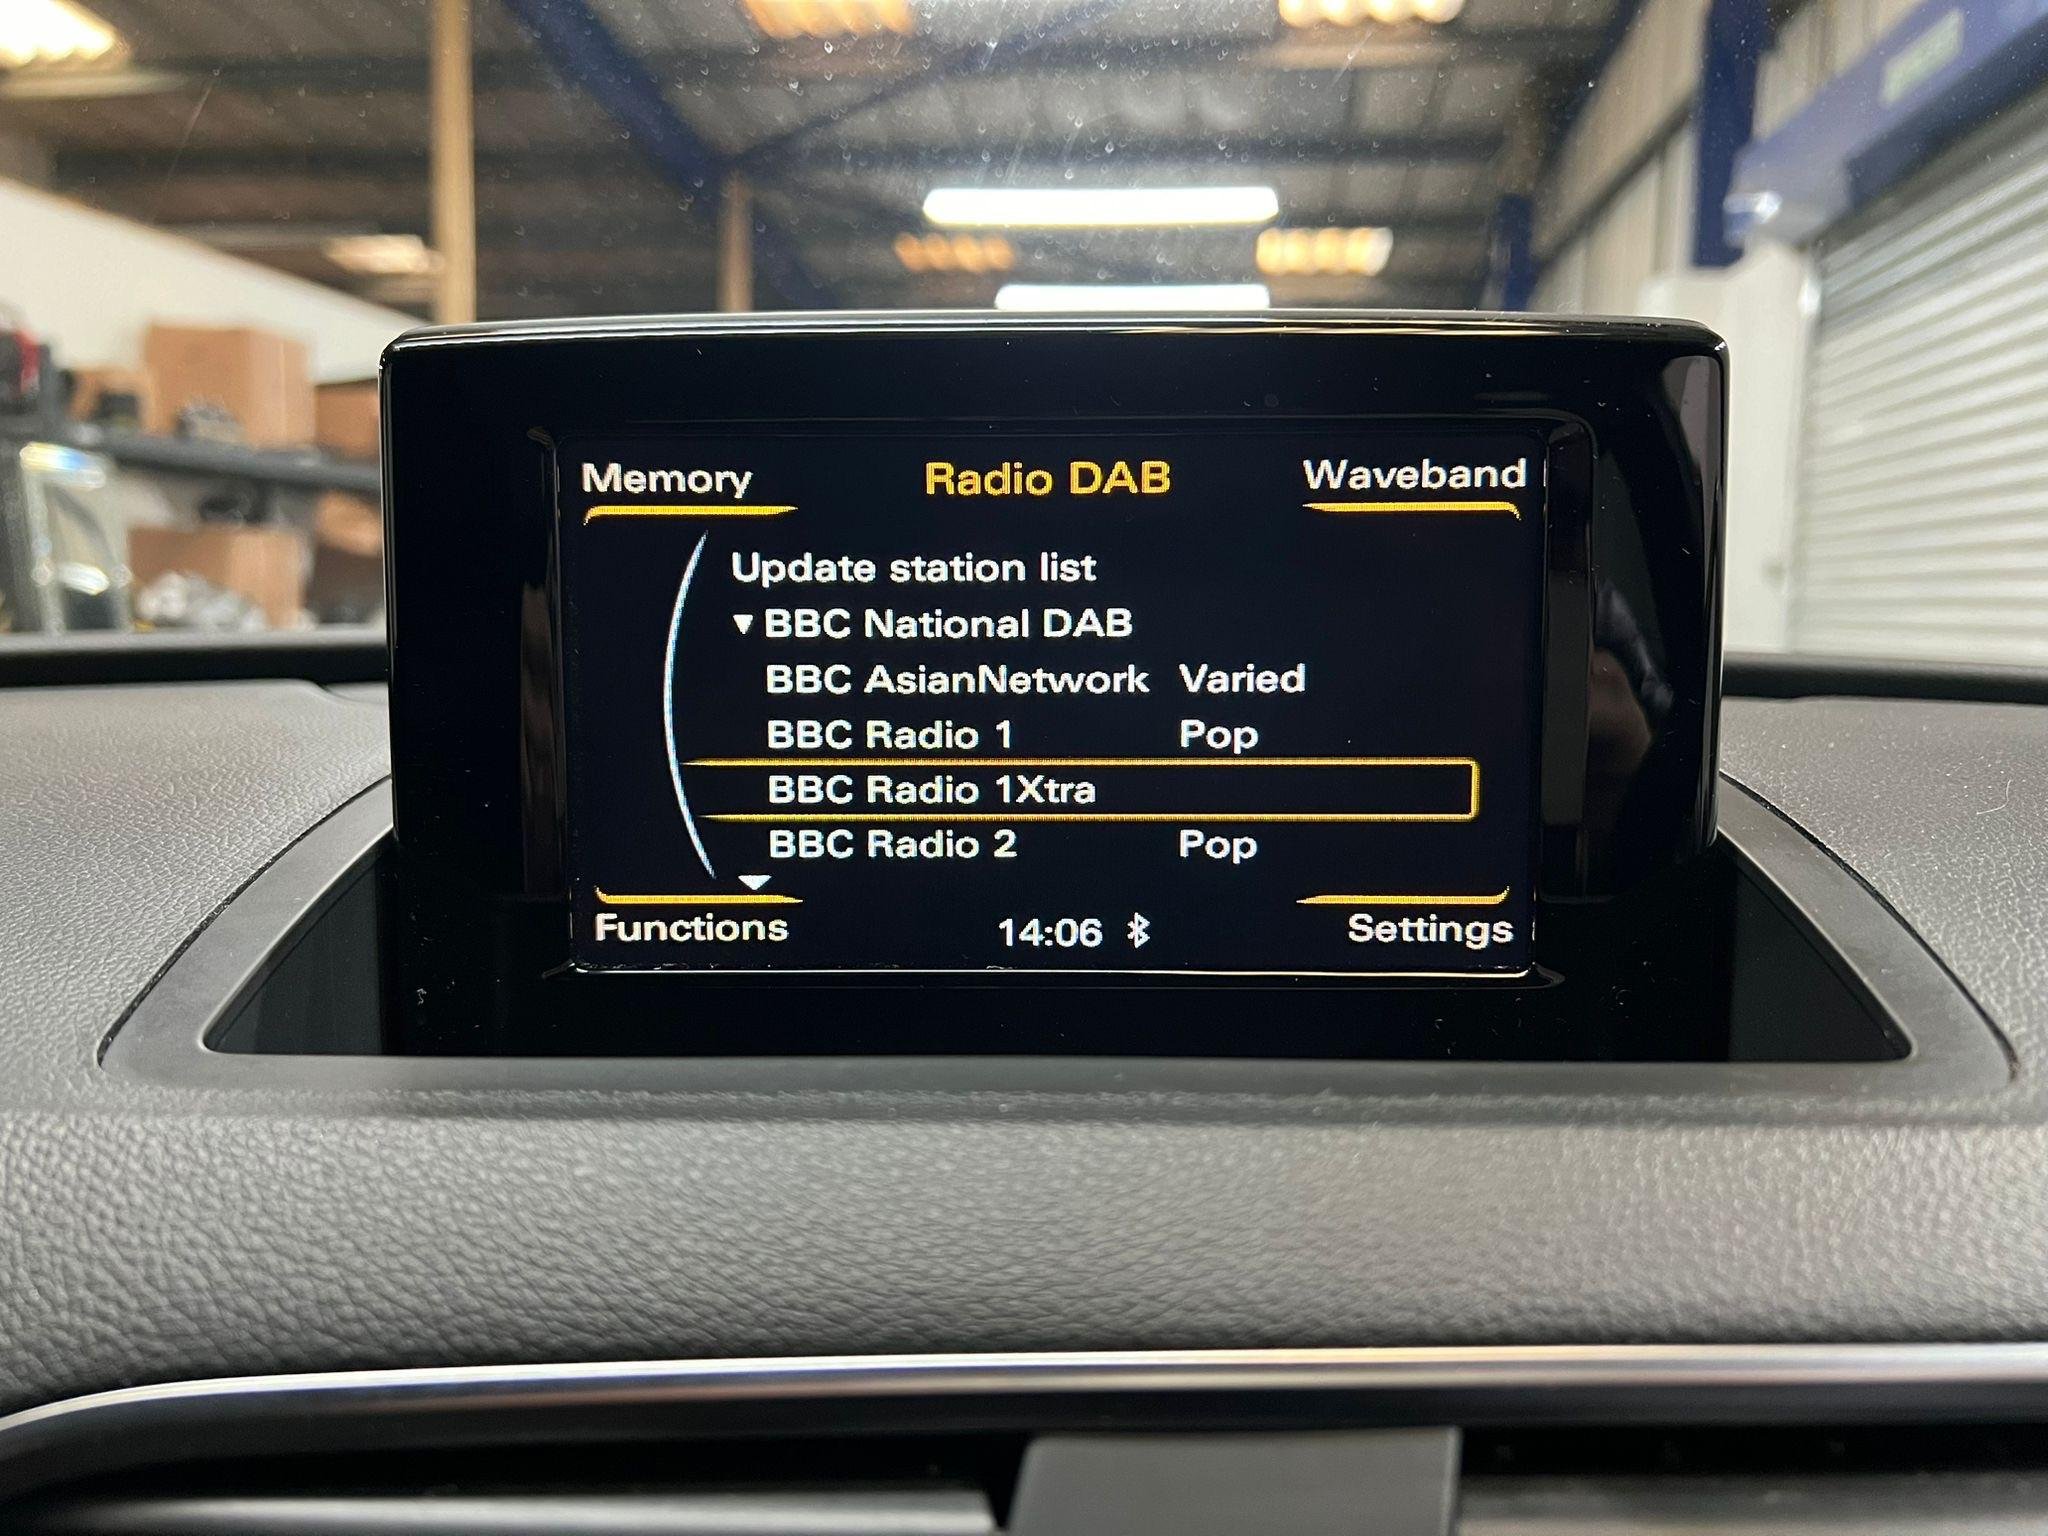 Memory Radio DAB Waveband
Update station list
▼ BBC National DAB
BBC AsianNetwork Varied
BBC Radio 1 Pop
BBC Radio 1Xtra
BBC Radio 2 Pop
Functions 14:06 Settings